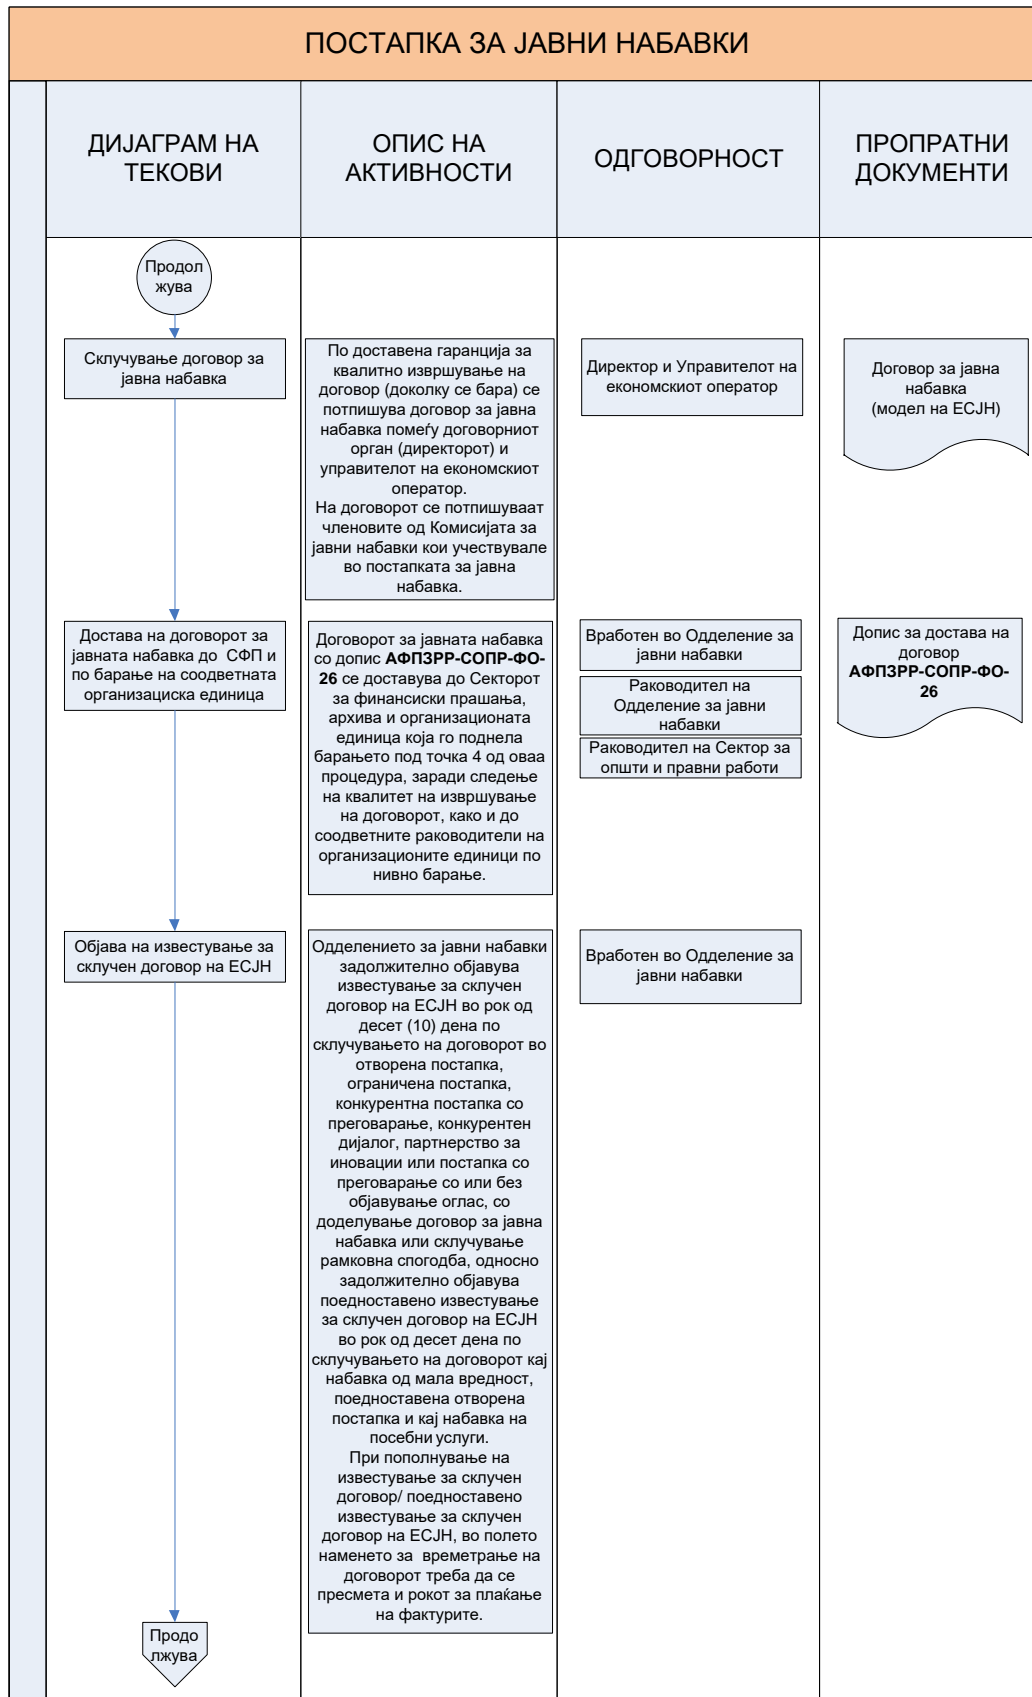 ПОСТАПКА ЗА ЈАВНИ НАБАВКИ
ДИЈАГРАМ НА
ТЕКОВИ
ОПИС НА
АКТИВНОСТИ
ОДГОВОРНОСТ
ПРОПРАТНИ
ДОКУМЕНТИ
Продол
жува
Склучување договор за
јавна набавка
По доставена гаранција за
квалитно извршување на
договор (доколку се бара) се
потпишува договор за јавна
набавка помеѓу договорниот
орган (директорот) и
управителот на економскиот
оператор.
На договорот се потпишуваат
членовите од Комисијата за
јавни набавки кои учествувале
во постапката за јавна
набавка.
Директор и Управителот на
економскиот оператор
Договор за јавна
набавка
(модел на ЕСЈН)
Достава на договорот за
јавната набавка до СФП и
по барање на соодветната
организациска единица
Договорот за јавната набавка
со допис АФПЗРР-СОПР-ФО-
26 се доставува до Секторот
за финансиски прашања,
архива и организационата
единица која го поднела
барањето под точка 4 од оваа
процедура, заради следење
на квалитет на извршување
на договорот, како и до
соодветните раководители на
организационите единици по
нивно барање.
Вработен во Одделение за
јавни набавки
Раководител на
Одделение за јавни
набавки
Раководител на Сектор за
општи и правни работи
Допис за достава на
договор
АФПЗРР-СОПР-ФО-
26
Објава на известување за
склучен договор на ЕСЈН
Одделението за јавни набавки
задолжително објавува
известување за склучен
договор на ЕСЈН во рок од
десет (10) дена по
склучувањето на договорот во
отворена постапка,
ограничена постапка,
конкурентна постапка со
преговарање, конкурентен
дијалог, партнерство за
иновации или постапка со
преговарање со или без
објавување оглас, со
доделување договор за јавна
набавка или склучување
рамковна спогодба, односно
задолжително објавува
поедноставено известување
за склучен договор на ЕСЈН
во рок од десет дена по
склучувањето на договорот кај
набавка од мала вредност,
поедноставена отворена
постапка и кај набавка на
посебни услуги.
При пополнување на
известување за склучен
договор/ поедноставено
известување за склучен
договор на ЕСЈН, во полето
наменето за времетрање на
договорот треба да се
пресмета и рокот за плаќање
на фактурите.
Вработен во Одделение за
јавни набавки
Продо
лжува